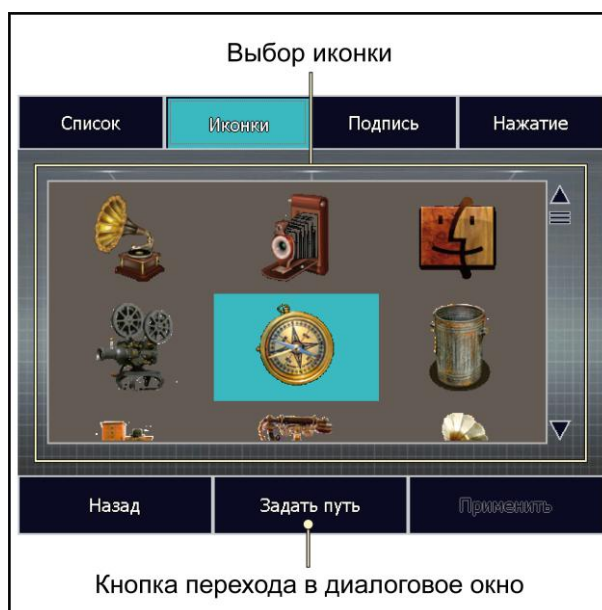 Выбор иконки
Список Иконки Подпись Нажатие
Назад Задать путь Применить
Кнопка перехода в диалоговое окно